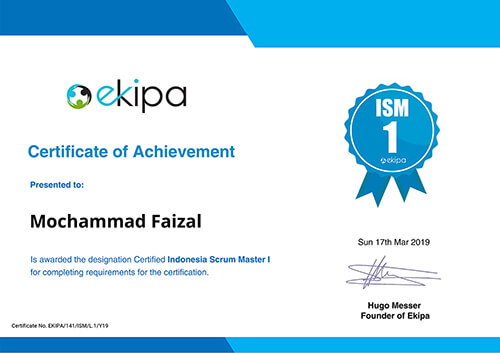 ekipa
Certificate of Achievement
Presented to:
Mochammad Faizal
Is awarded the designation Certified Indonesia Scrum Master I
for completing requirements for the certification.
ISM
1
ekipa
Sun 17th Mar 2019
Hugo Messer
Founder of Ekipa
Certificate No. EKIPA/141/ISM/L.1/Y19